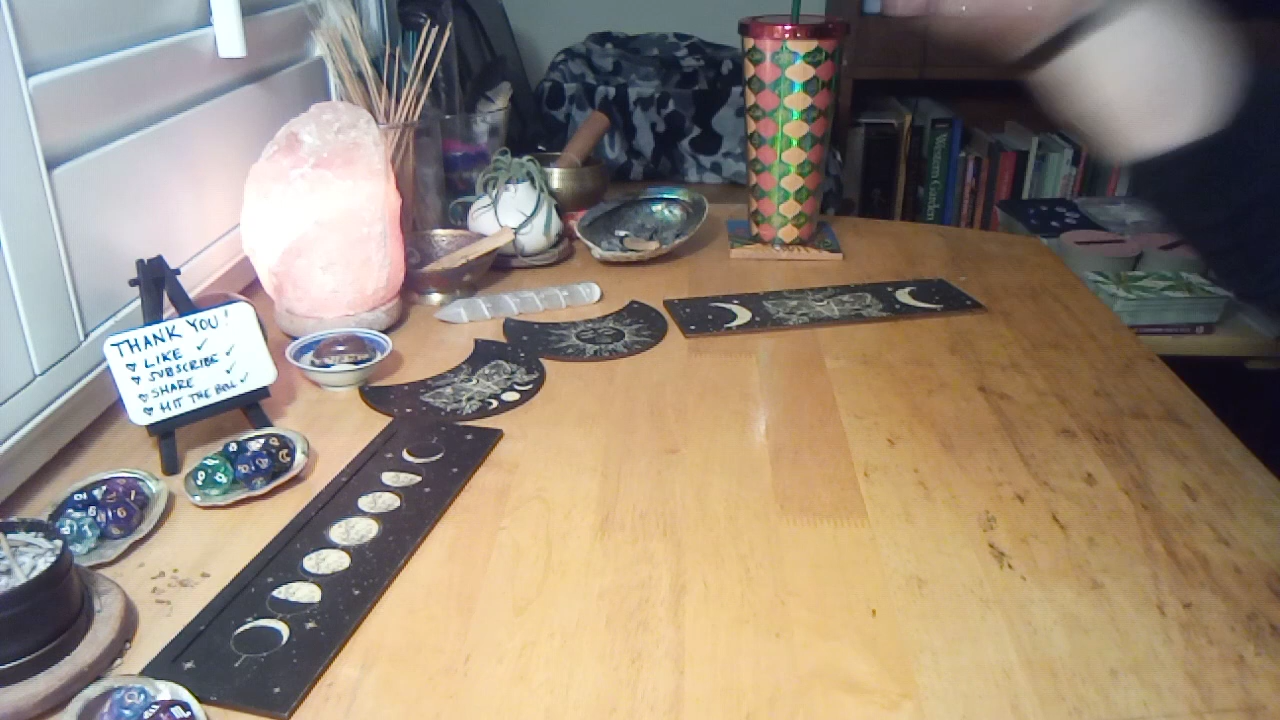 THANK YOU!
♥ LIKE ✓
♥ SUBSCRIBE ✓
♥ SHARE ✓
♥ HIT THE BELL ✓